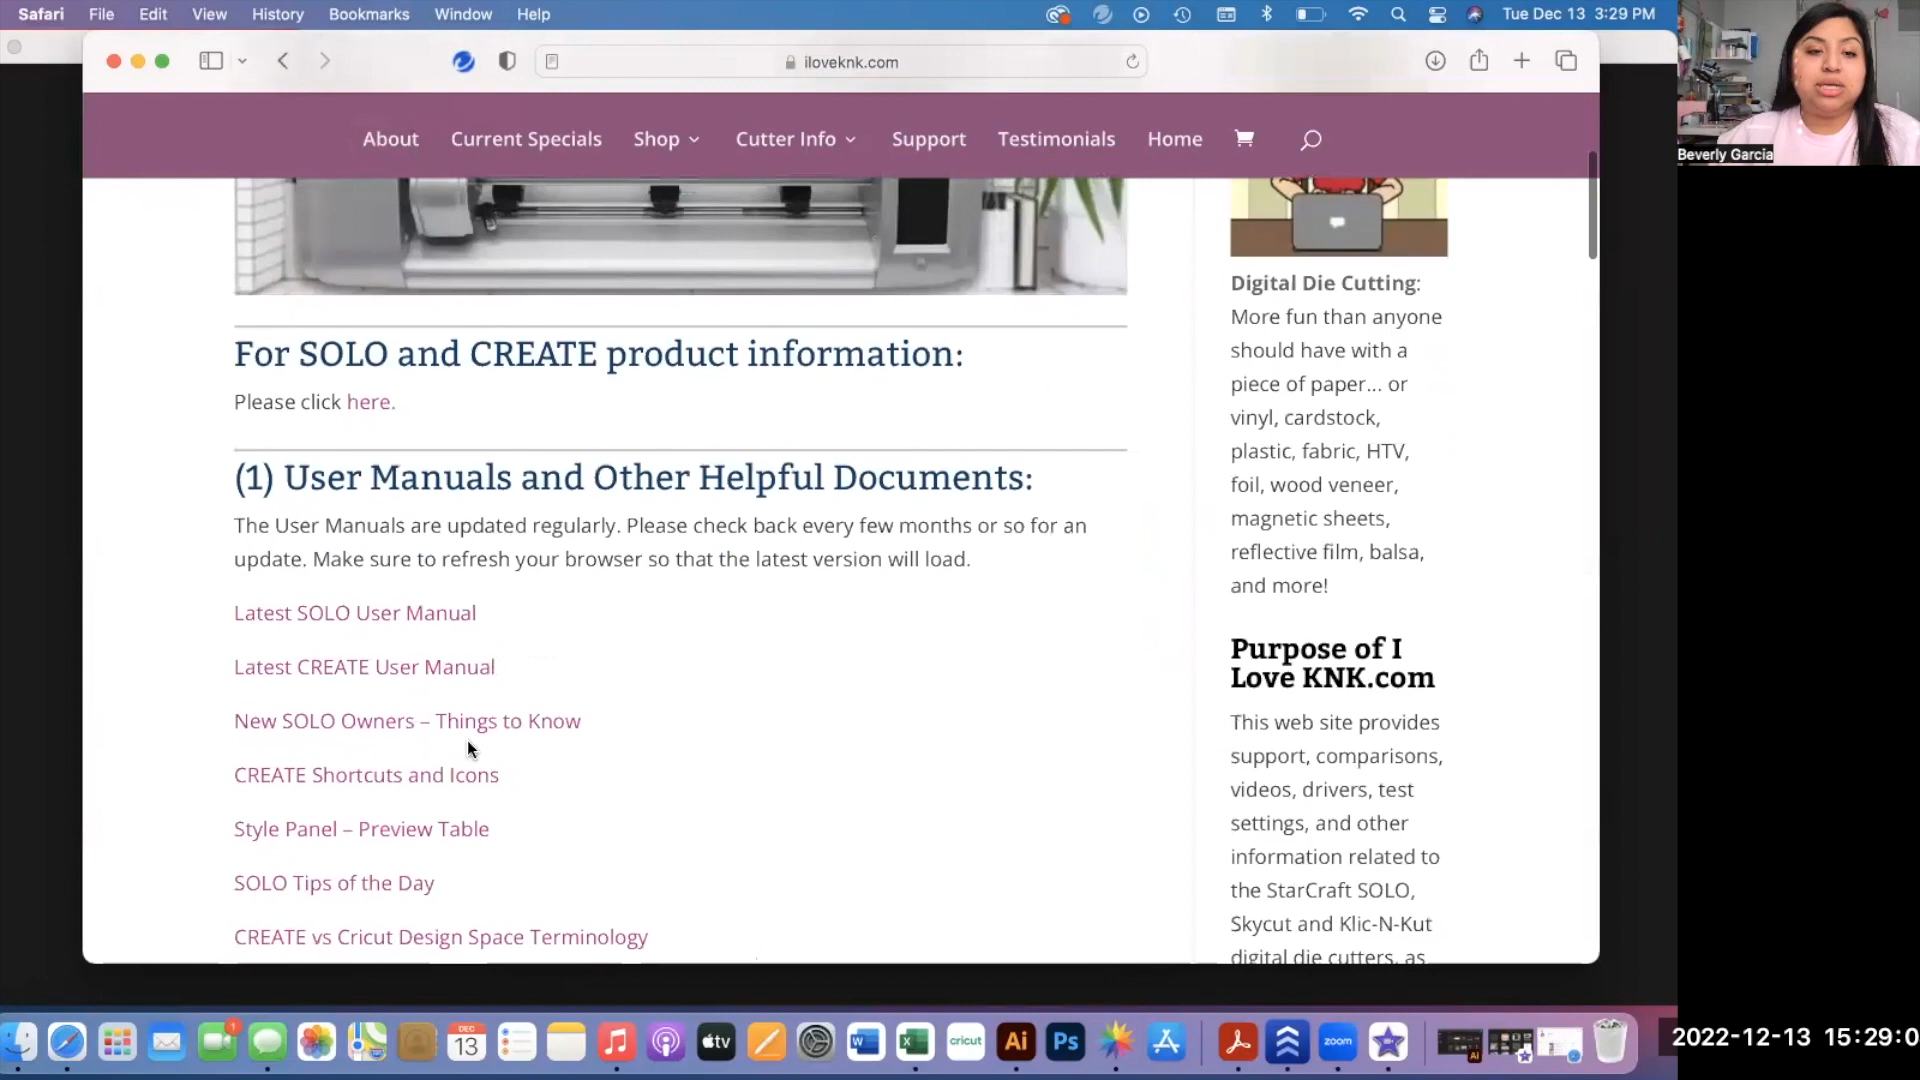 Safari File Edit View History Bookmarks Window Help Tue Dec 13 3:29 PM
iloveknk.com
About Current Specials Shop Cutter Info Support Testimonials Home
For SOLO and CREATE product information:
Please click here.
(1) User Manuals and Other Helpful Documents:
The User Manuals are updated regularly. Please check back every few months or so for an
update. Make sure to refresh your browser so that the latest version will load.
Latest SOLO User Manual
Latest CREATE User Manual
New SOLO Owners – Things to Know
CREATE Shortcuts and Icons
Style Panel – Preview Table
SOLO Tips of the Day
CREATE vs Cricut Design Space Terminology
Digital Die Cutting:
More fun than anyone
should have with a
piece of paper... or
vinyl, cardstock,
plastic, fabric, HTV,
foil, wood veneer,
magnetic sheets,
reflective film, balsa,
and more!
Purpose of I
Love KNK.com
This web site provides
support, comparisons,
videos, drivers, test
settings, and other
information related to
the StarCraft SOLO,
Skycut and Klic-N-Kut
digital die cutters, as
Beverly Garcia
1
DEC
13
tv
W
X
cricut
Ai
Ps
zoom
Ai
2022-12-13 15:29:0